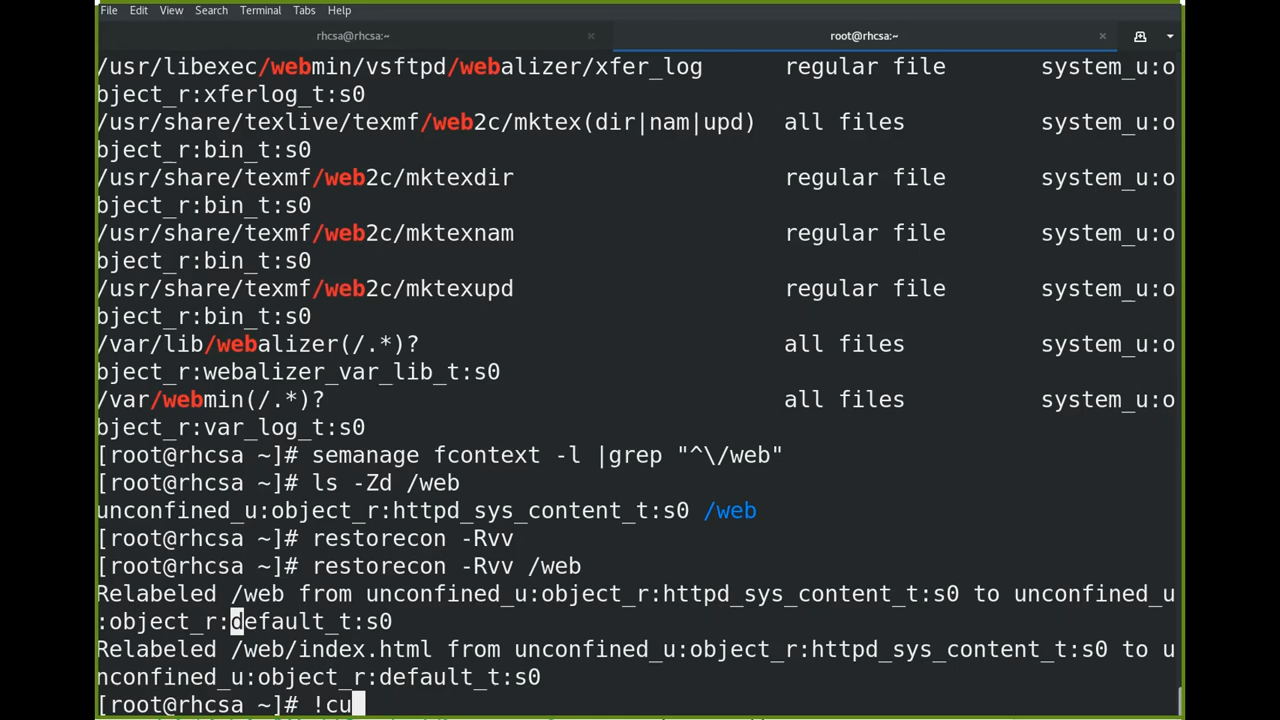 File Edit View Search Terminal Tabs Help
rhcsa@rhcsa:~ × root@rhcsa:~ ×
/usr/libexec/webmin/vsftpd/webalizer/xfer_log regular file system_u:o
bject_r:xferlog_t:s0
/usr/share/texlive/texmf/web2c/mktex(dir|nam|upd) all files system_u:o
bject_r:bin_t:s0
/usr/share/texmf/web2c/mktexdir regular file system_u:o
bject_r:bin_t:s0
/usr/share/texmf/web2c/mktexnam regular file system_u:o
bject_r:bin_t:s0
/usr/share/texmf/web2c/mktexupd regular file system_u:o
bject_r:bin_t:s0
/var/lib/webalizer(/.*)? all files system_u:o
bject_r:webalizer_var_lib_t:s0
/var/webmin(/.*)? all files system_u:o
bject_r:var_log_t:s0
[root@rhcsa ~]# semanage fcontext -l |grep "^\/web"
[root@rhcsa ~]# ls -Zd /web
unconfined_u:object_r:httpd_sys_content_t:s0 /web
[root@rhcsa ~]# restorecon -Rvv
[root@rhcsa ~]# restorecon -Rvv /web
Relabeled /web from unconfined_u:object_r:httpd_sys_content_t:s0 to unconfined_u
:object_r:default_t:s0
Relabeled /web/index.html from unconfined_u:object_r:httpd_sys_content_t:s0 to u
nconfined_u:object_r:default_t:s0
[root@rhcsa ~]# !cu